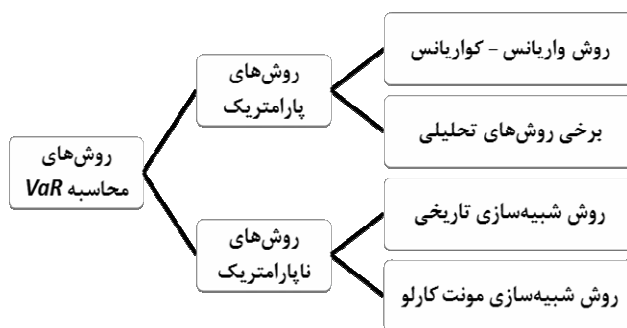 روش‌های
محاسبه VaR
روش‌های
پارامتریک
روش واریانس – کواریانس
برخی روش‌های تحلیلی
روش‌های
ناپارامتریک
روش شبیه‌سازی تاریخی
روش شبیه‌سازی مونت کارلو